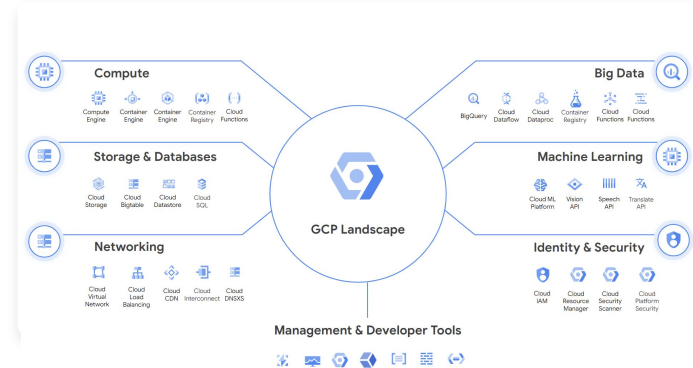 Compute
Compute Engine
Container Engine
Container Engine
Container Registry
Cloud Functions
Big Data
BigQuery
Cloud Dataflow
Cloud Dataproc
Container Registry
Cloud Functions
Cloud Functions
Storage & Databases
Cloud Storage
Cloud Bigtable
Cloud Datastore
Cloud SQL
Machine Learning
Cloud ML Platform
Vision API
Speech API
Translate API
GCP Landscape
Networking
Cloud Virtual Network
Cloud Load Balancing
Cloud CDN
Cloud Interconnect
Cloud DNSXS
Identity & Security
Cloud IAM
Cloud Resource Manager
Cloud Security Scanner
Cloud Platform Security
Management & Developer Tools